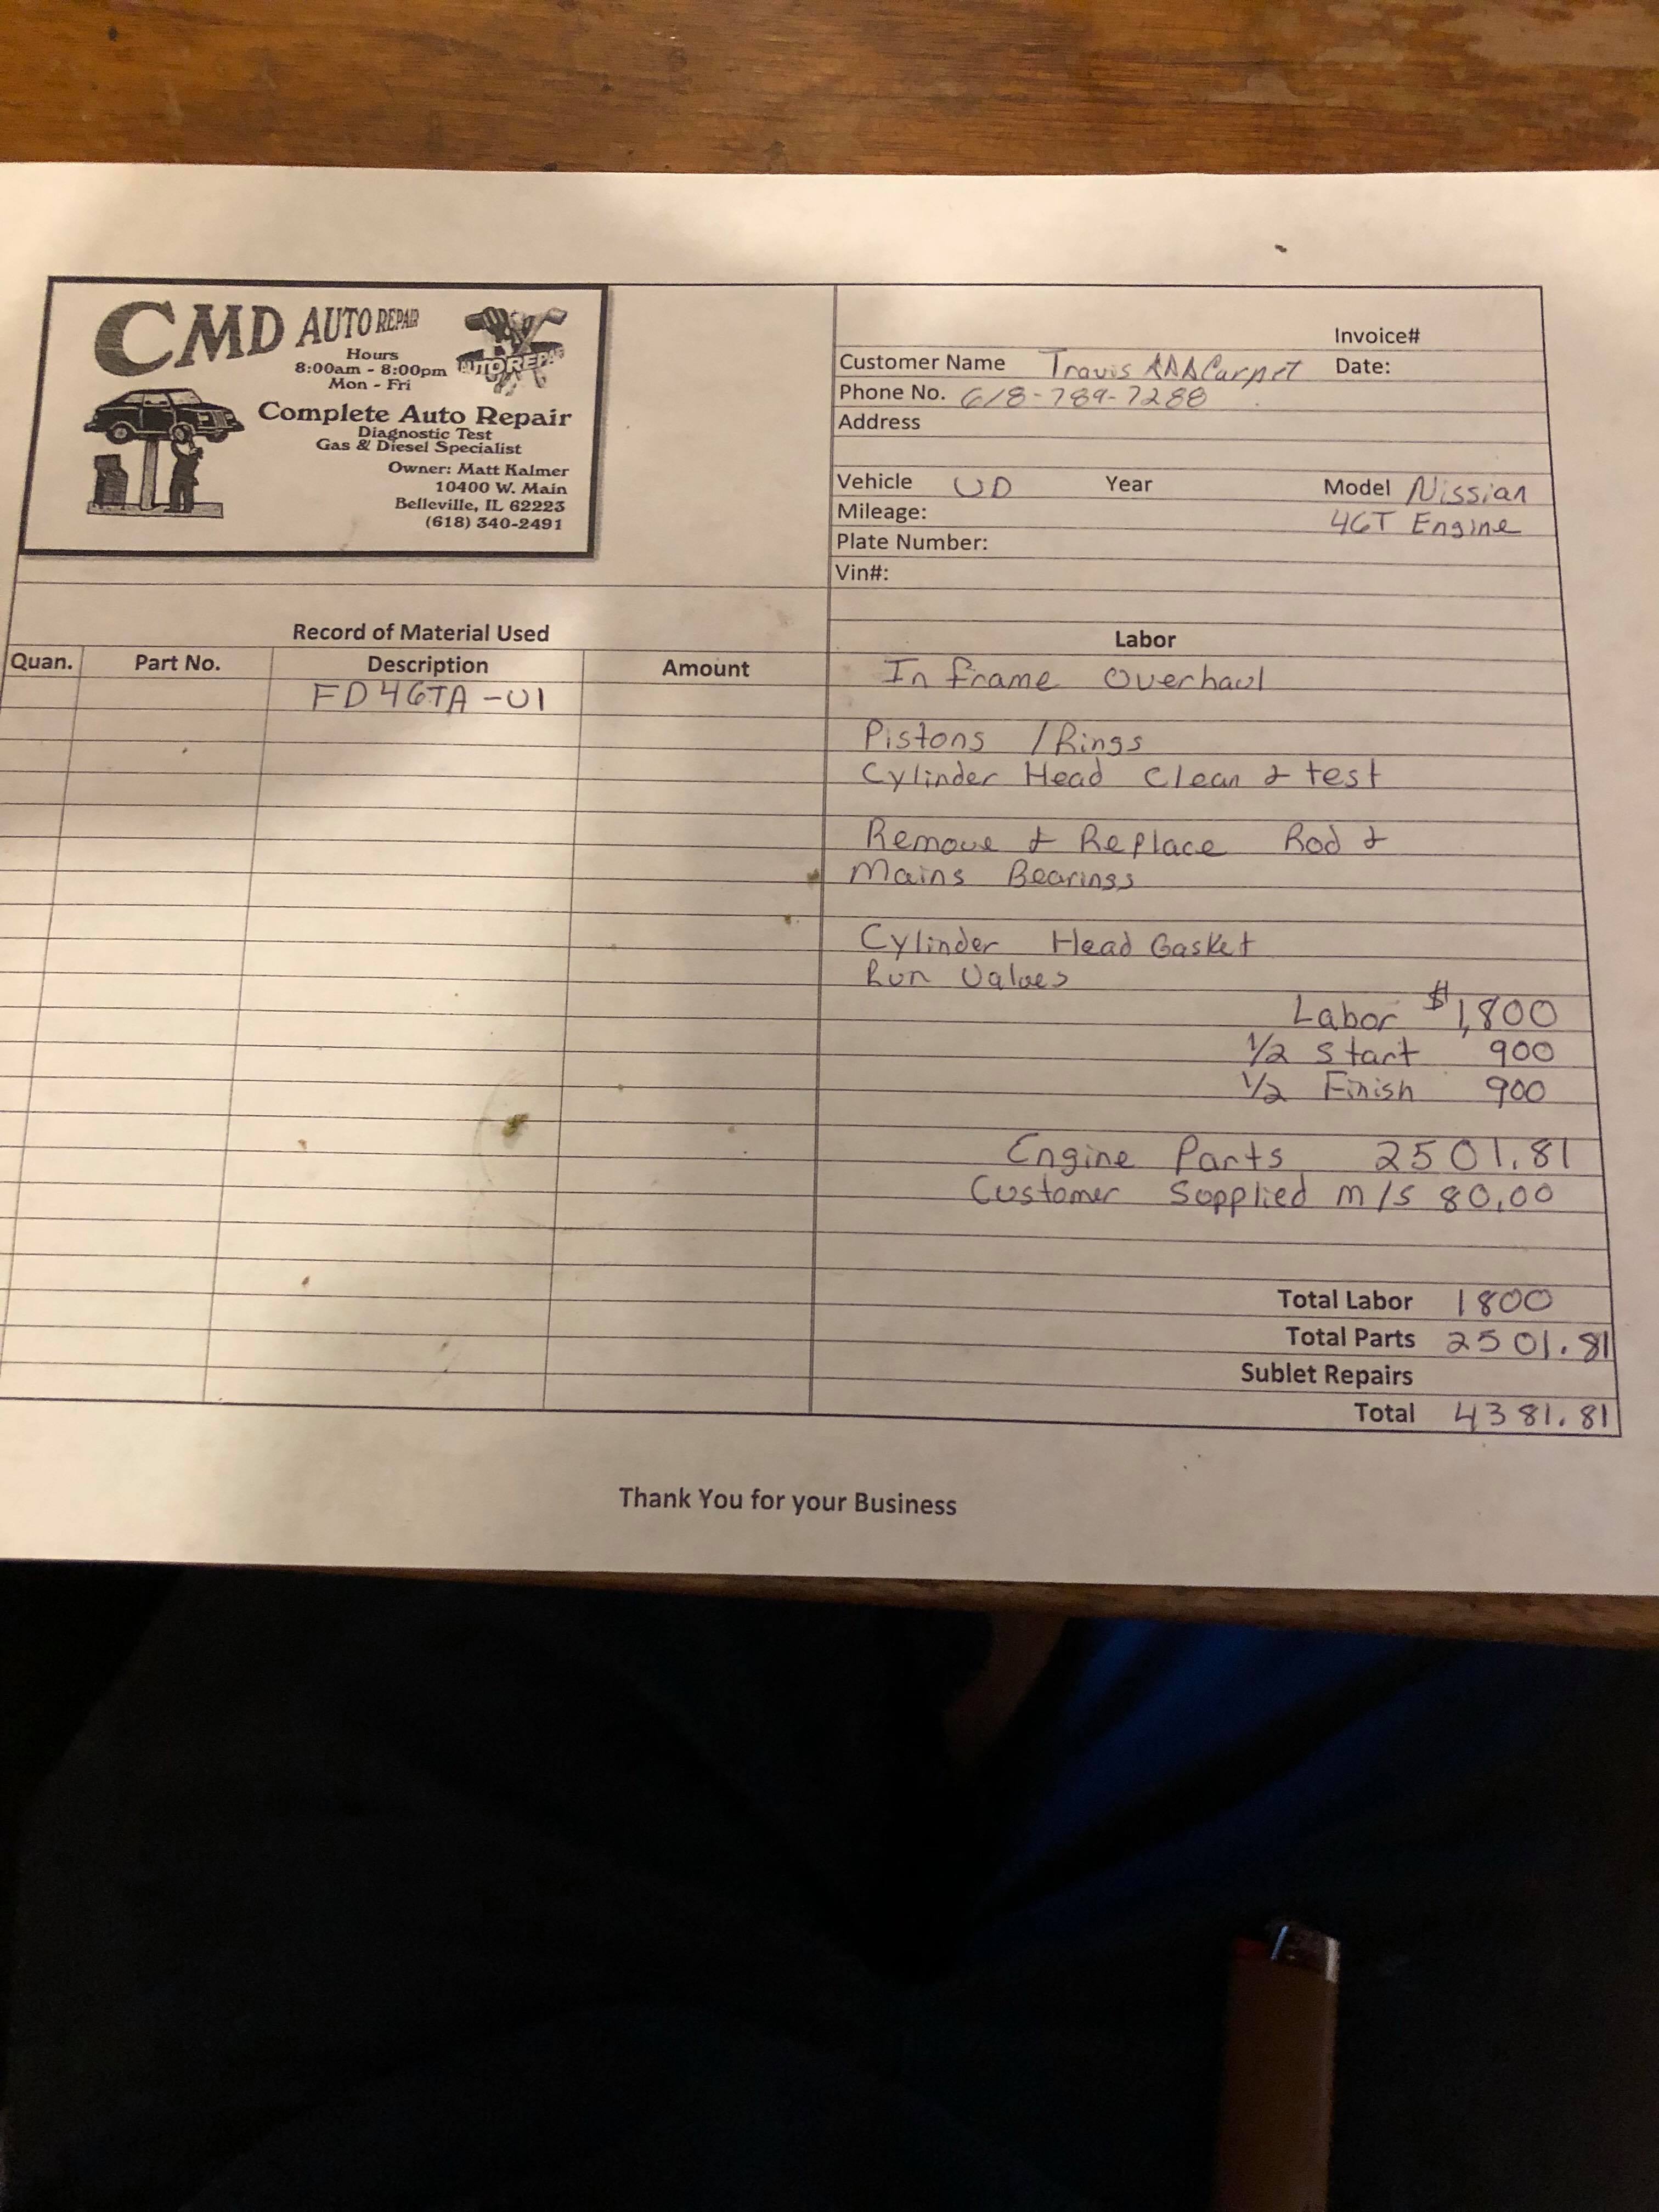 CMD AUTO REPAIR
Hours
8:00am - 8:00pm
Mon - Fri
AUTO REPAIR
Complete Auto Repair
Diagnostic Test
Gas & Diesel Specialist
Owner: Matt Kalmer
10400 W. Main
Belleville, IL 62223
(618) 340-2491
Invoice#
Customer Name Travis AAA Carpet Date:
Phone No. 618-789-7288
Address
Vehicle UD Year Model Nissian
Mileage: 46T Engine
Plate Number:
Vin#:
Record of Material Used
Quan. Part No. Description Amount
FD46TA-U1
Labor
In frame Overhaul
Pistons / Rings
Cylinder Head Clean & test
Remove & Replace Rod &
Mains Bearings
Cylinder Head Gasket
Run Valves
Labor $1,800
1/2 Start 900
1/2 Finish 900
Engine Parts 2501.81
Customer Supplied m/s 80.00
Total Labor 1800
Total Parts 2501.81
Sublet Repairs
Total 4381.81
Thank You for your Business